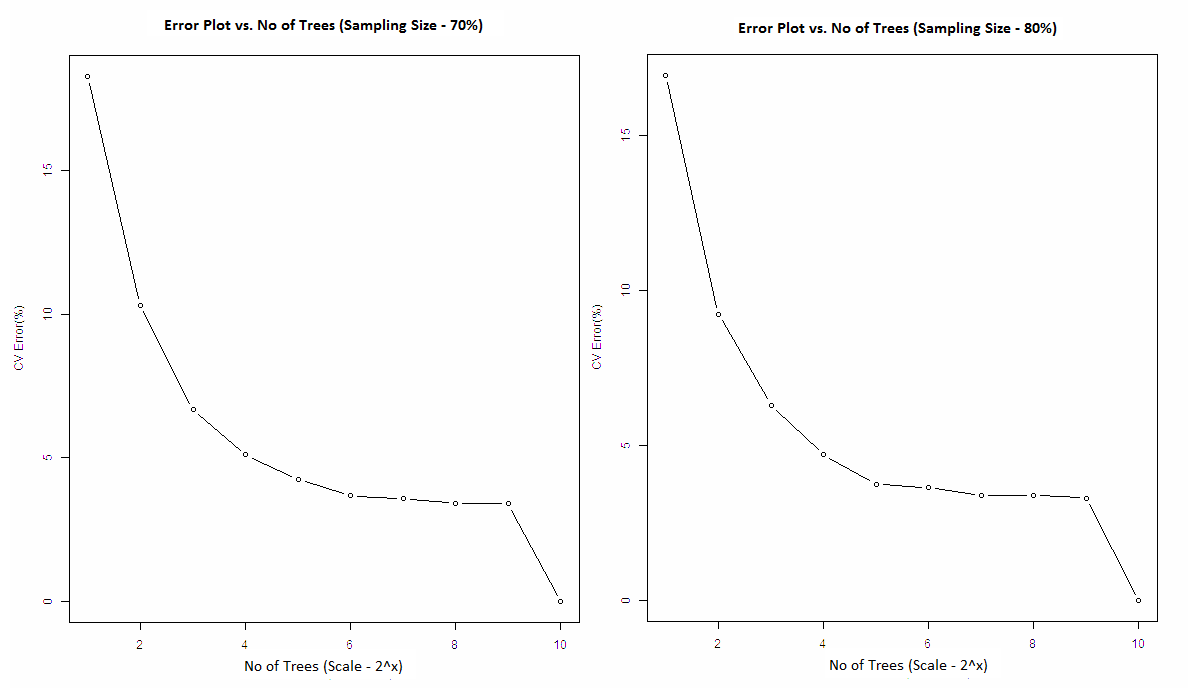 Error Plot vs. No of Trees (Sampling Size - 70%)
CV Error(%)
15
10
5
0
2 4 6 8 10
No of Trees (Scale - 2^x)
Error Plot vs. No of Trees (Sampling Size - 80%)
CV Error(%)
15
10
5
0
2 4 6 8 10
No of Trees (Scale - 2^x)